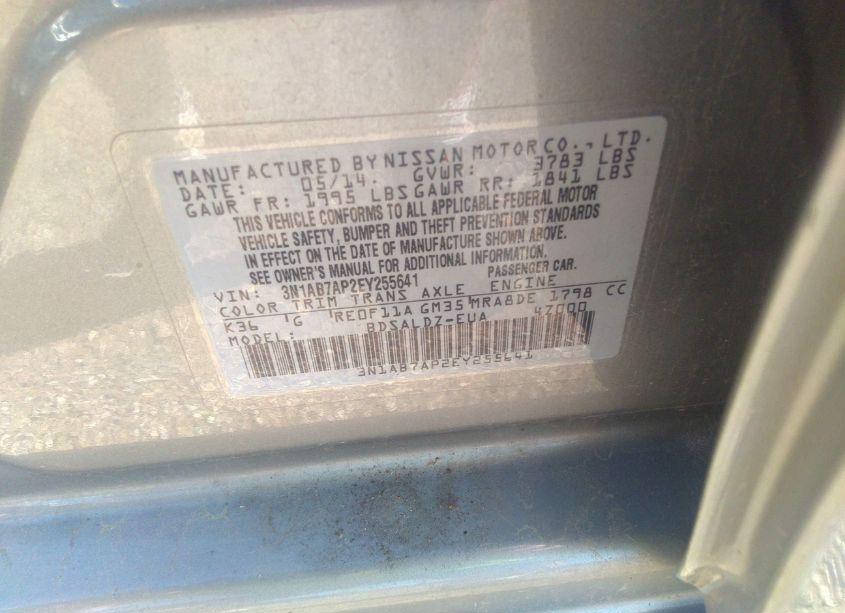 MANUFACTURED BY NISSAN MOTOR CO., LTD.
DATE: 05/14. GVWR: 3783 LBS
GAWR FR: 1995 LBS GAWR RR: 1841 LBS
THIS VEHICLE CONFORMS TO ALL APPLICABLE FEDERAL MOTOR
VEHICLE SAFETY, BUMPER AND THEFT PREVENTION STANDARDS
IN EFFECT ON THE DATE OF MANUFACTURE SHOWN ABOVE.
SEE OWNER'S MANUAL FOR ADDITIONAL INFORMATION.
VIN: 3N1AB7AP2EY255641 PASSENGER CAR.
COLOR TRIM TRANS AXLE ENGINE
K36 G RE0F11A GM35 MRA8DE 1798 CC
MODEL: BDSALDZ-EUA 4Z000
3N1AB7AP2EY255641